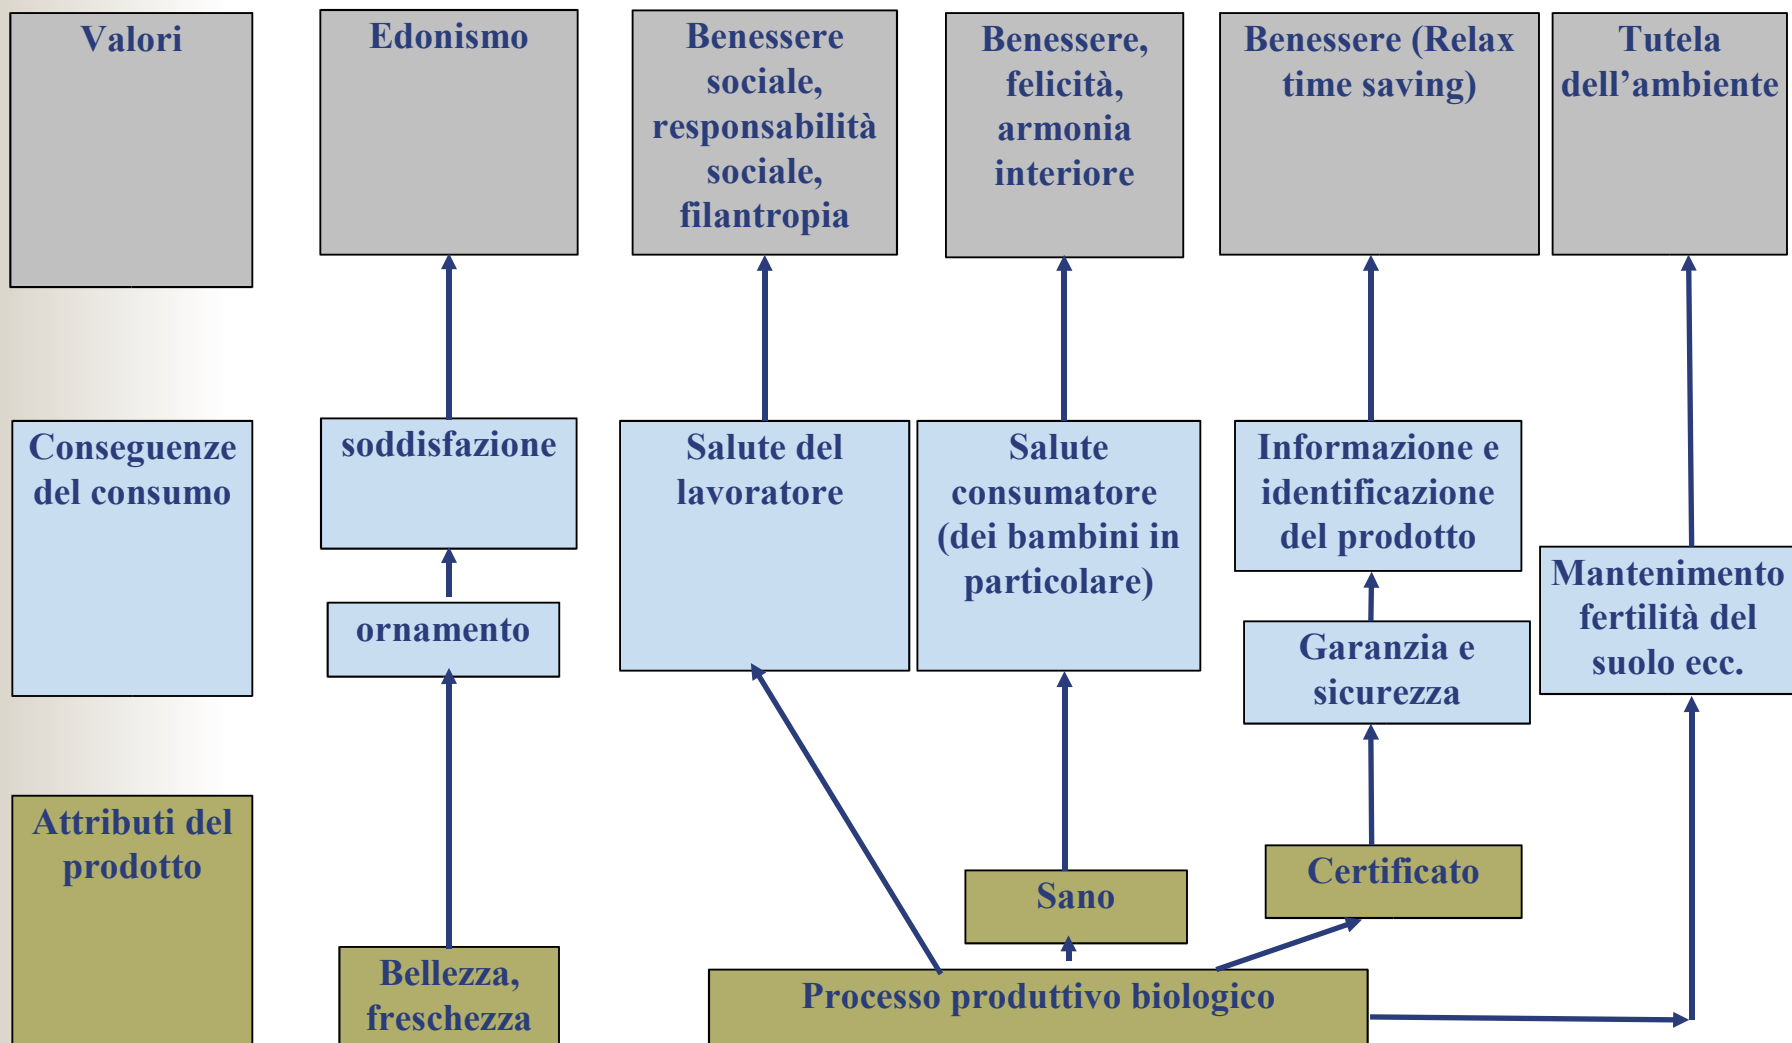 Valori
Edonismo
Benessere
sociale,
responsabilità
sociale,
filantropia
Benessere,
felicità,
armonia
interiore
Benessere (Relax
time saving)
Tutela
dell’ambiente
Conseguenze
del consumo
soddisfazione
ornamento
Salute del
lavoratore
Salute
consumatore
(dei bambini in
particolare)
Informazione e
identificazione
del prodotto
Garanzia e
sicurezza
Mantenimento
fertilità del
suolo ecc.
Attributi del
prodotto
Bellezza,
freschezza
Sano
Certificato
Processo produttivo biologico